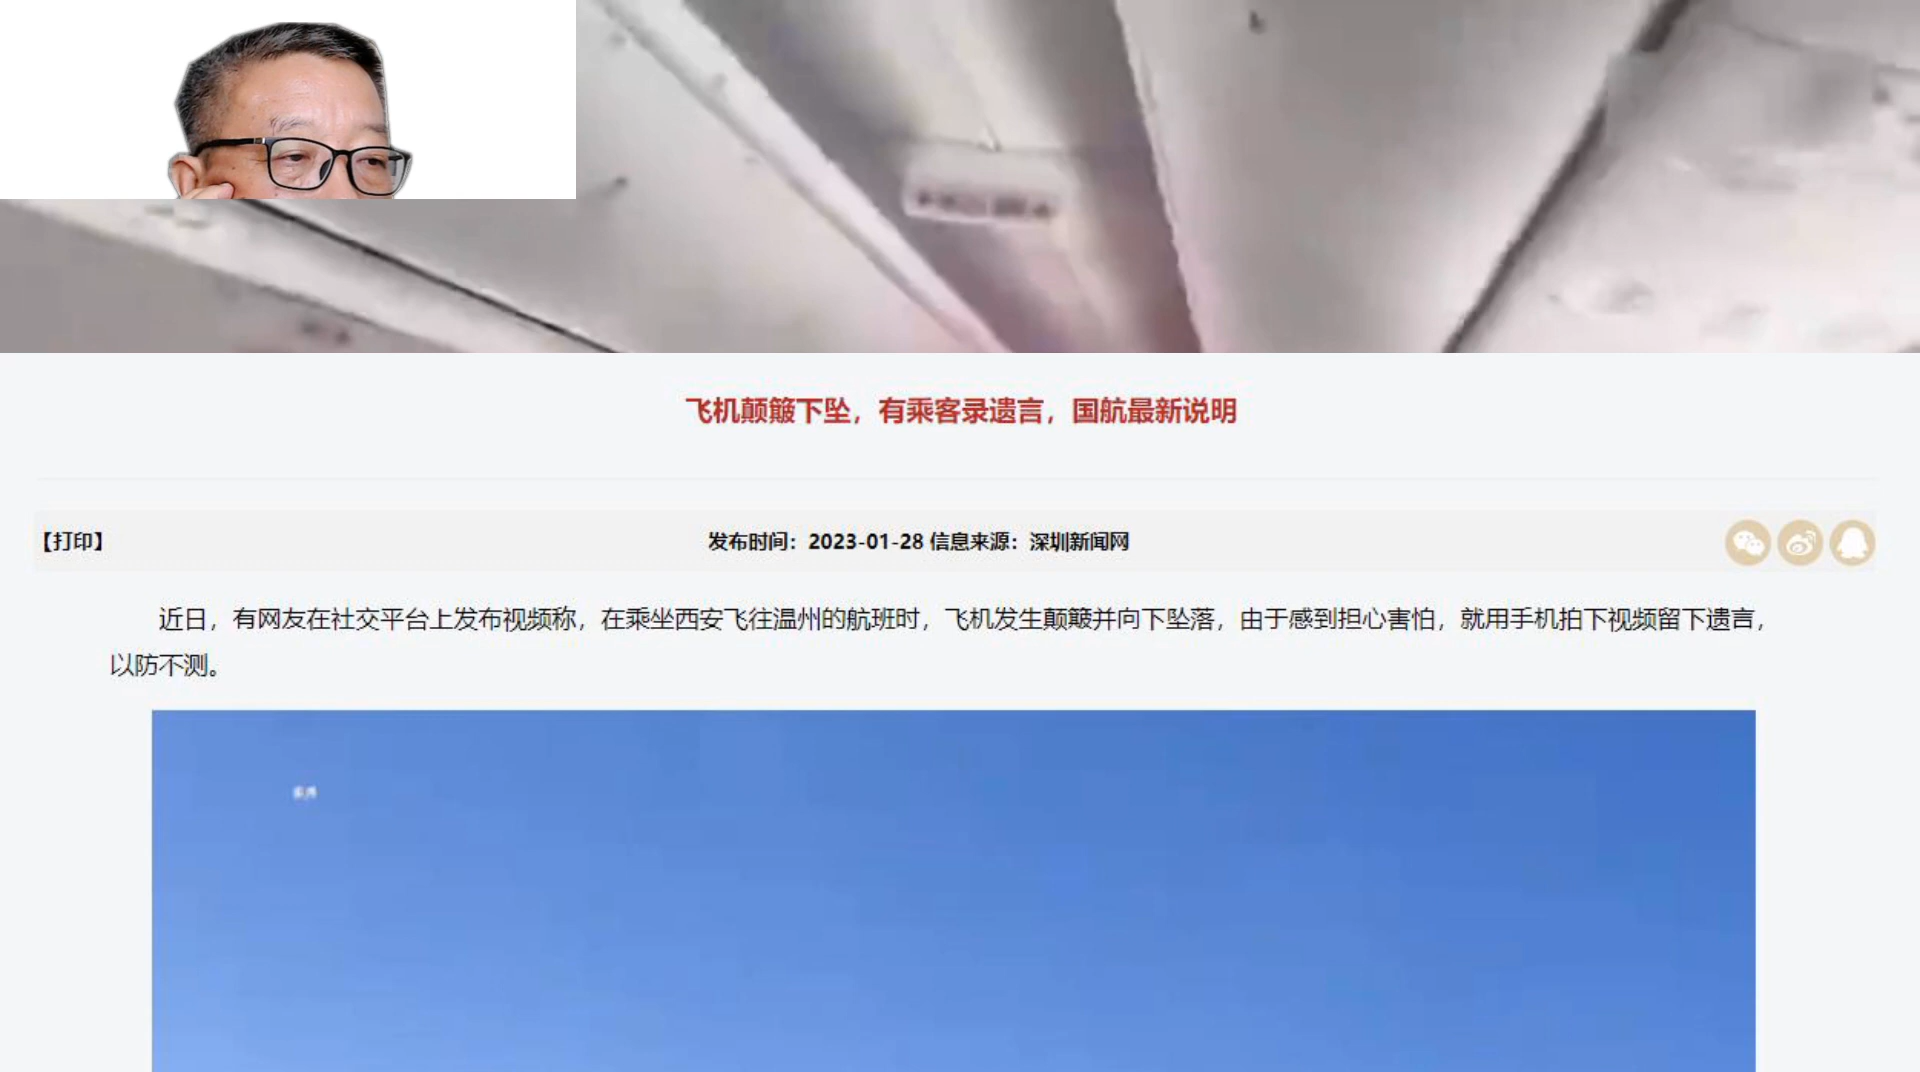 飞机颠簸下坠，有乘客录遗言，国航最新说明
【打印】
发布时间：2023-01-28 信息来源：深圳新闻网
近日，有网友在社交平台上发布视频称，在乘坐西安飞往温州的航班时，飞机发生颠簸并向下坠落，由于感到担心害怕，就用手机拍下视频留下遗言，
以防不测。